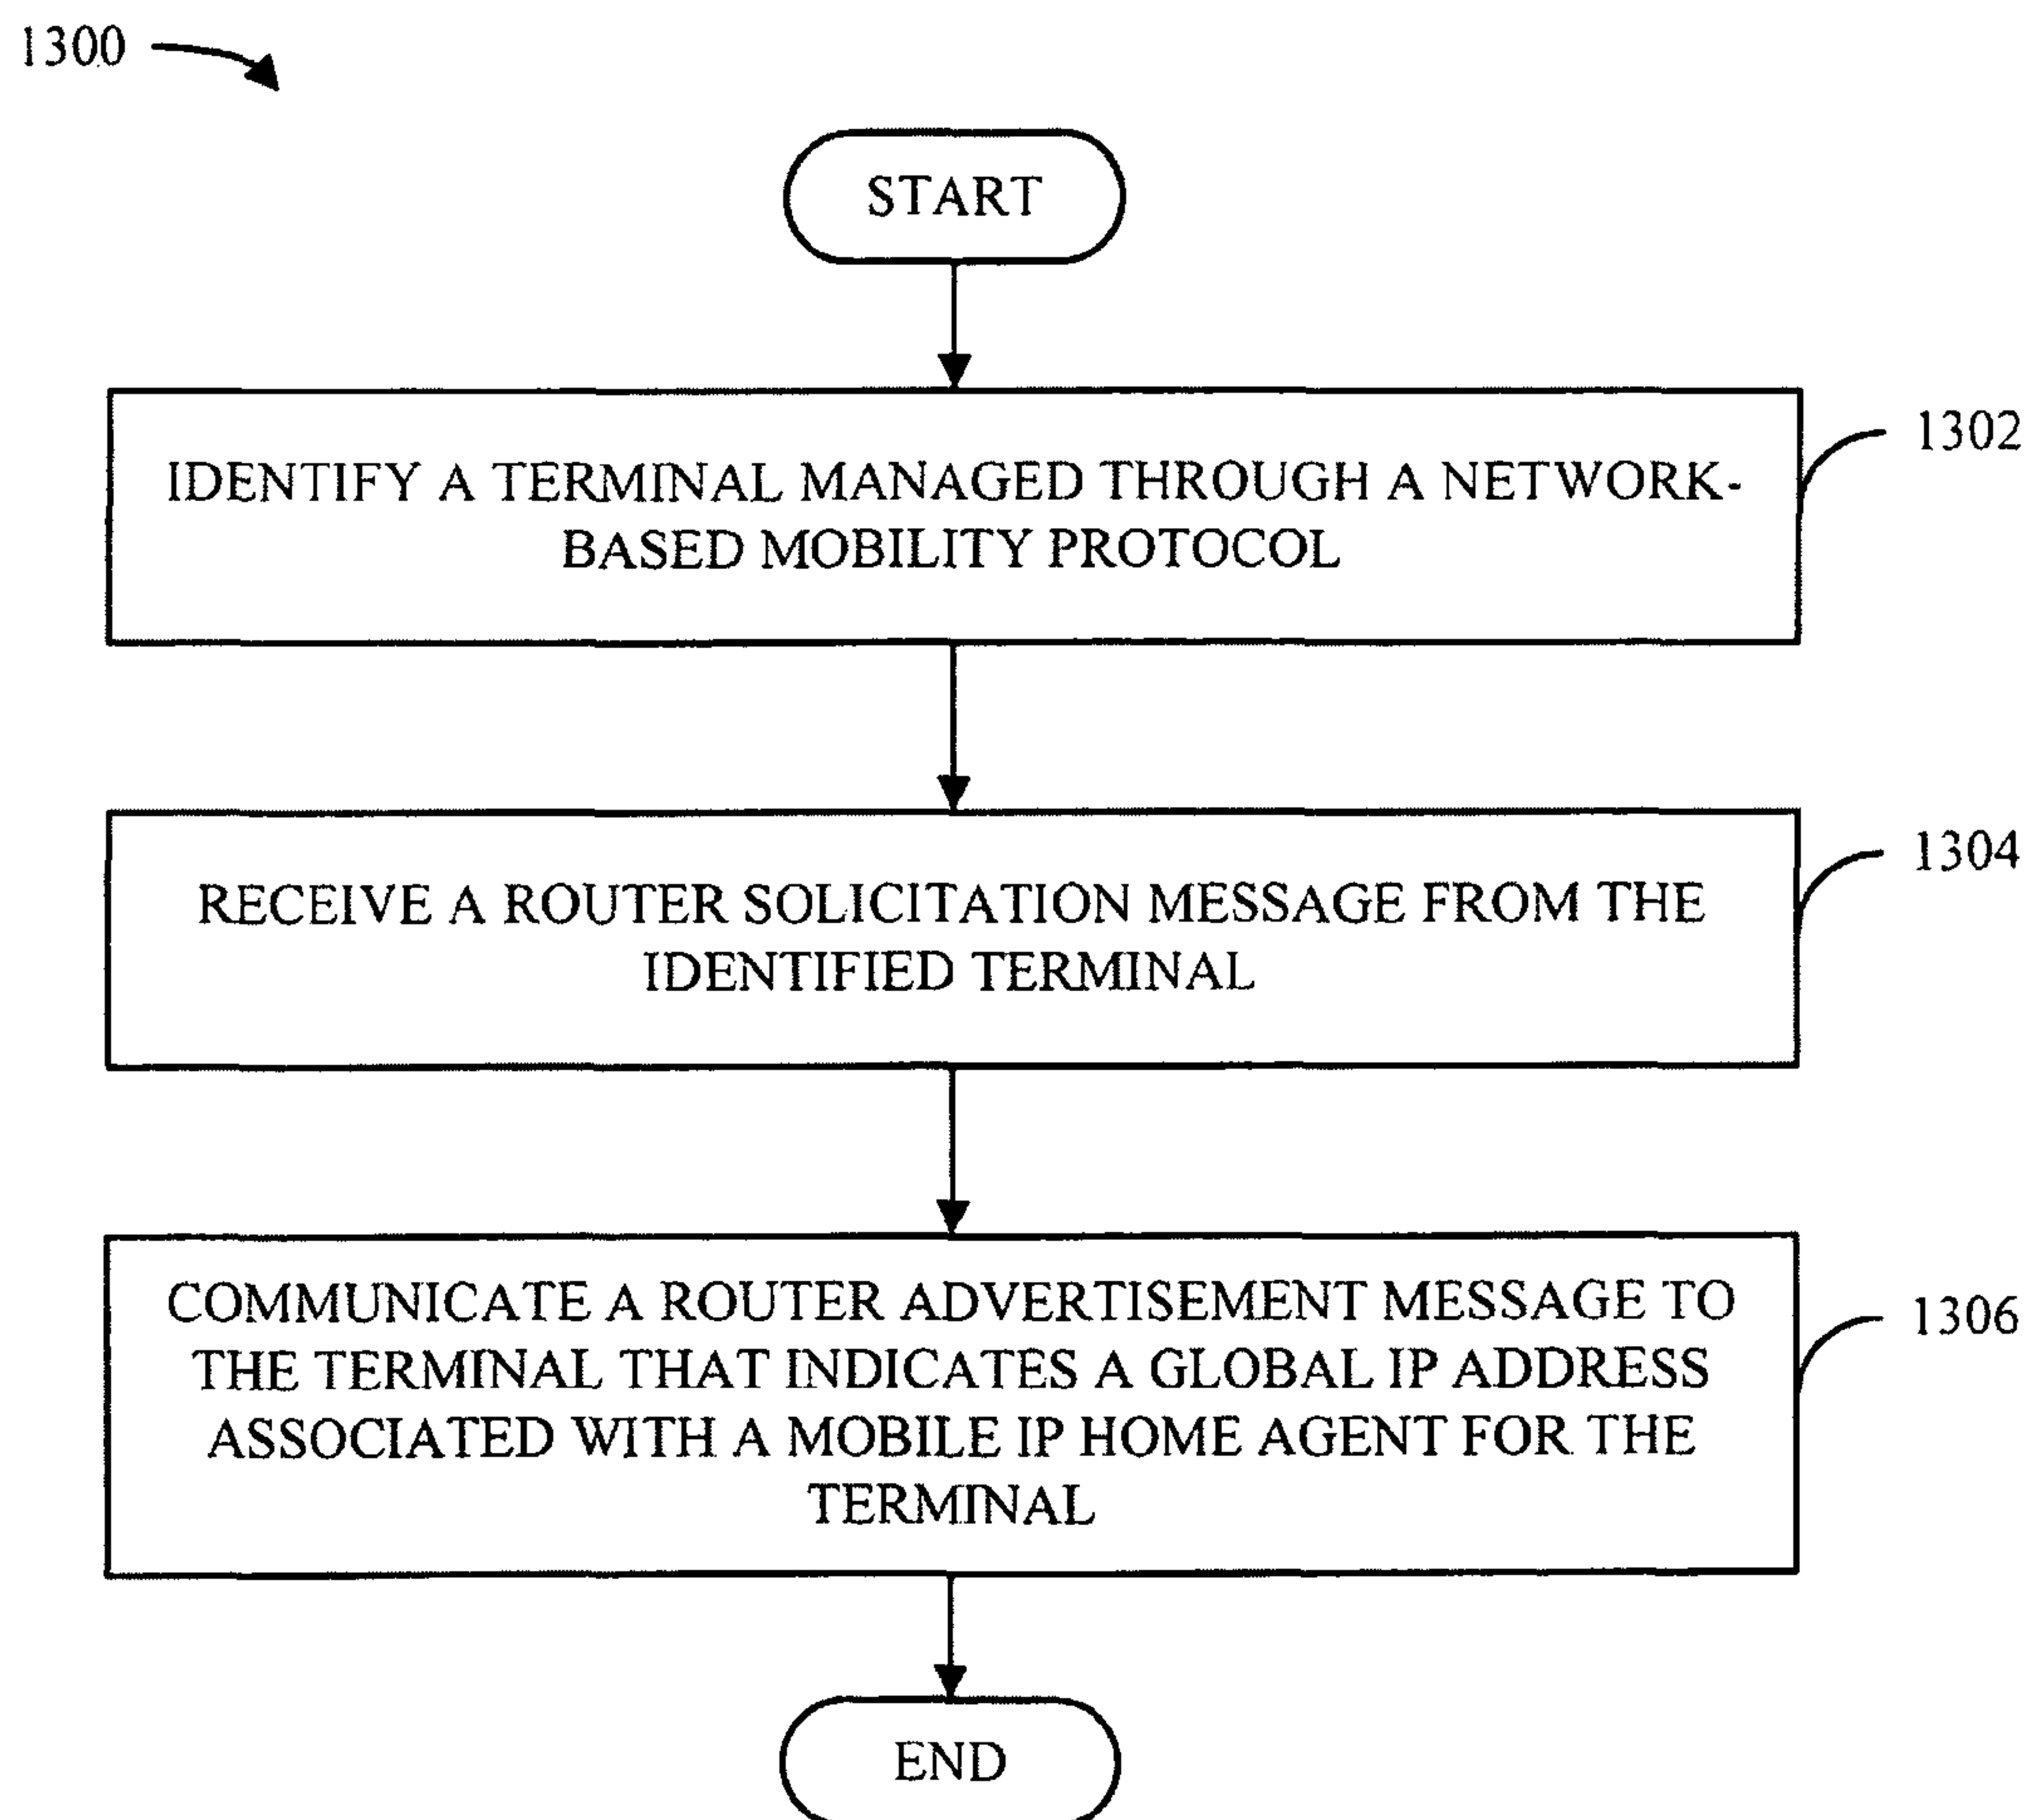 1300
START
IDENTIFY A TERMINAL MANAGED THROUGH A NETWORK-
BASED MOBILITY PROTOCOL
1302
RECEIVE A ROUTER SOLICITATION MESSAGE FROM THE
IDENTIFIED TERMINAL
1304
COMMUNICATE A ROUTER ADVERTISEMENT MESSAGE TO
THE TERMINAL THAT INDICATES A GLOBAL IP ADDRESS
ASSOCIATED WITH A MOBILE IP HOME AGENT FOR THE
TERMINAL
1306
END